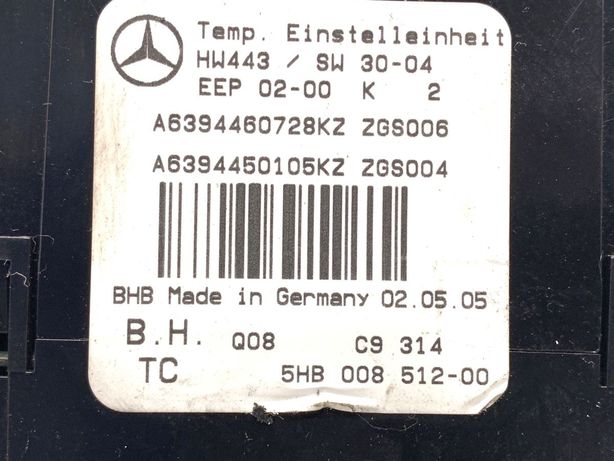 Temp. Einstelleinheit
HW443 / SW 30-04
EEP 02-00 K 2
A6394460728KZ ZGS006
A6394450105KZ ZGS004
BHB Made in Germany 02.05.05
B.H. Q08 C9 314
TC 5HB 008 512-00